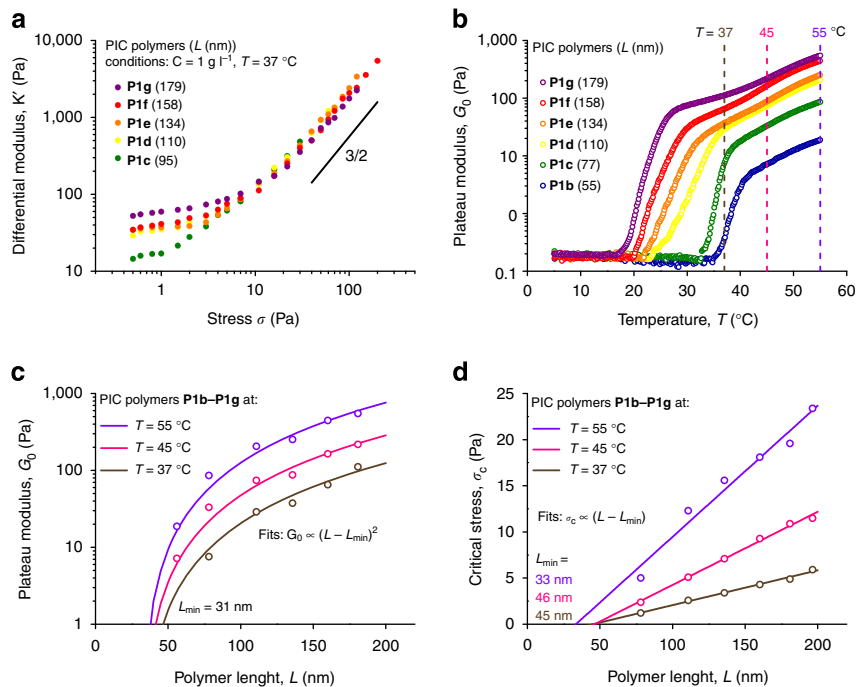 a
10,000
1,000
100
10
1
10
100
Differential modulus, K′ (Pa)
Stress σ (Pa)
PIC polymers (L (nm))
conditions: C = 1 g l⁻¹, T = 37 °C
P1g (179)
P1f (158)
P1e (134)
P1d (110)
P1c (95)
3/2
b
T = 37
45
55 °C
1,000
100
10
0
0.1
0
10
20
30
40
50
60
Plateau modulus, G₀ (Pa)
Temperature, T (°C)
PIC polymers (L (nm))
P1g (179)
P1f (158)
P1e (134)
P1d (110)
P1c (77)
P1b (55)
c
1,000
100
10
1
0
50
100
150
200
Plateau modulus, G₀ (Pa)
Polymer lenght, L (nm)
PIC polymers P1b–P1g at:
T = 55 °C
T = 45 °C
T = 37 °C
Fits: G₀ ∝ (L – Lmin)²
Lmin = 31 nm
d
25
20
15
10
5
0
0
50
100
150
200
Critical stress, σc (Pa)
Polymer lenght, L (nm)
PIC polymers P1b–P1g at:
T = 55 °C
T = 45 °C
T = 37 °C
Fits: σc ∝ (L – Lmin)
Lmin =
33 nm
46 nm
45 nm